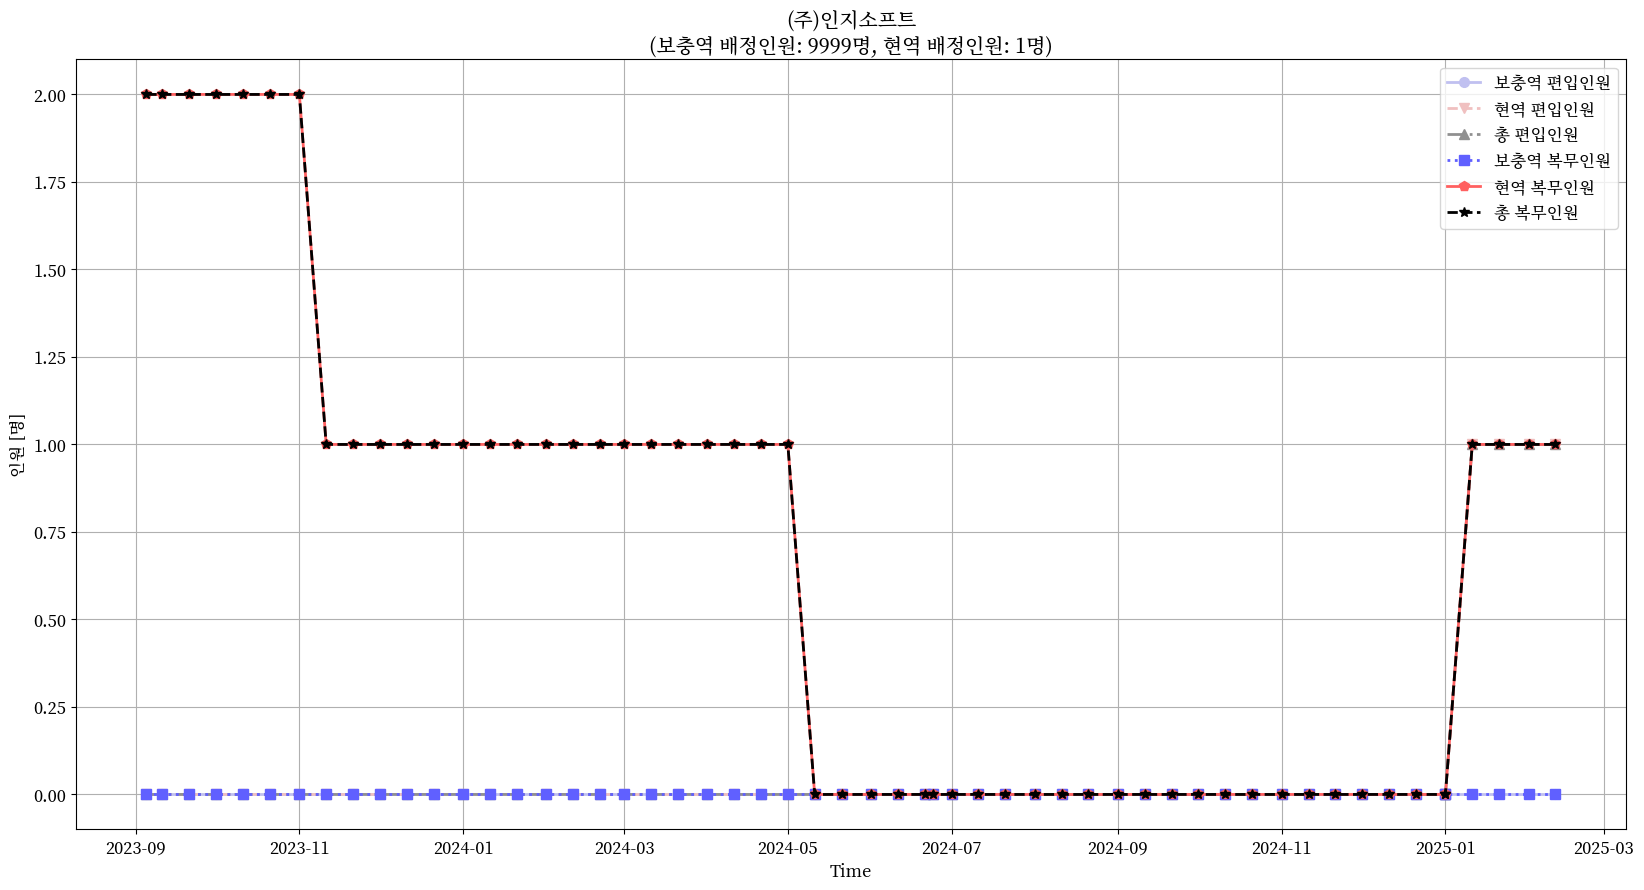 (주)인지소프트
(보충역 배정인원: 9999명, 현역 배정인원: 1명)
보충역 편입인원
현역 편입인원
총 편입인원
보충역 복무인원
현역 복무인원
총 복무인원
인원 [명]
2.00
1.75
1.50
1.25
1.00
0.75
0.50
0.25
0.00
2023-09 2023-11 2024-01 2024-03 2024-05 2024-07 2024-09 2024-11 2025-01 2025-03
Time